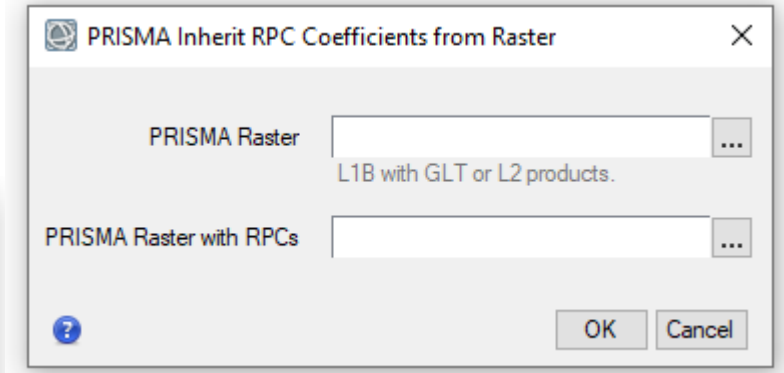 PRISMA Inherit RPC Coefficients from Raster
PRISMA Raster
...
L1B with GLT or L2 products.
PRISMA Raster with RPCs
...
?
OK
Cancel